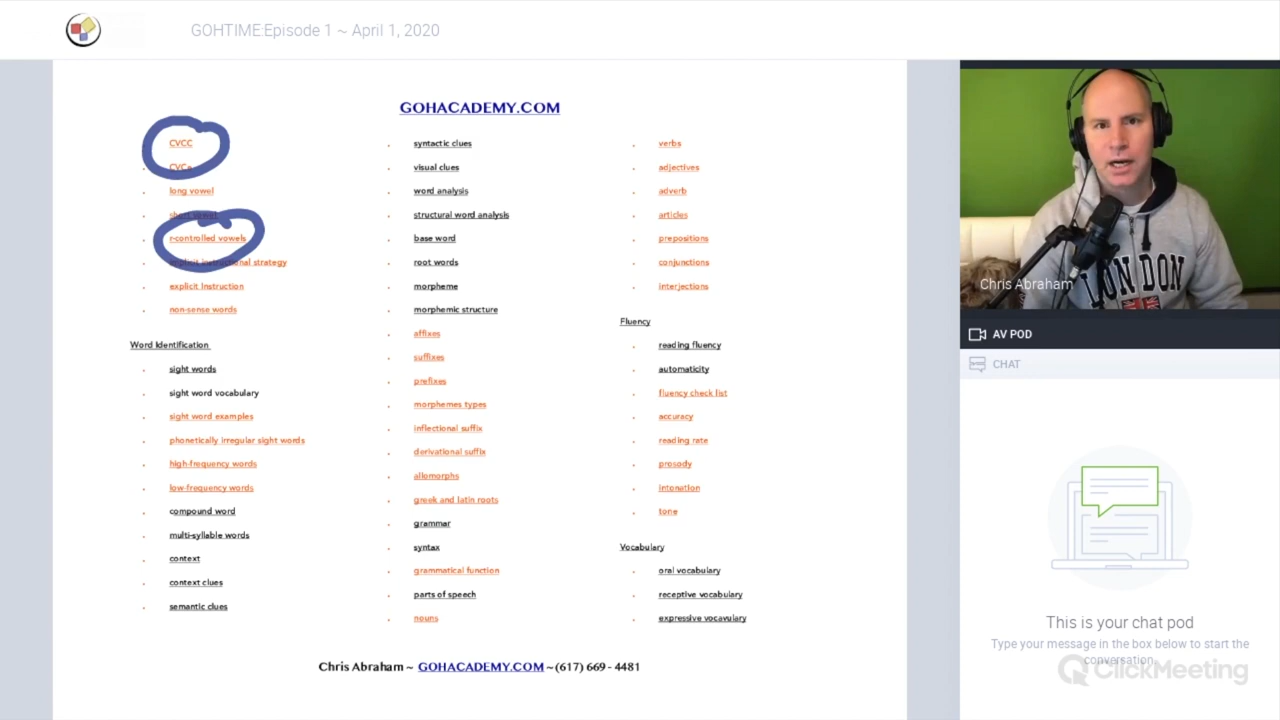 GOHTIME:Episode 1 ~ April 1, 2020
GOHACADEMY.COM
CVCC
CVCe
long vowel
short vowel
r-controlled vowels
implicit instructional strategy
explicit Instruction
non-sense words
Word Identification
sight words
sight word vocabulary
sight word examples
phonetically irregular sight words
high-frequency words
low-frequency words
compound word
multi-syllable words
context
context clues
semantic clues
syntactic clues
visual clues
word analysis
structural word analysis
base word
root words
morpheme
morphemic structure
affixes
suffixes
prefixes
morphemes types
inflectional suffix
derivational suffix
allomorphs
greek and latin roots
grammar
syntax
grammatical function
parts of speech
nouns
verbs
adjectives
adverb
articles
prepositions
conjunctions
interjections
Fluency
reading fluency
automaticity
fluency check list
accuracy
reading rate
prosody
intonation
tone
Vocabulary
oral vocabulary
receptive vocabulary
expressive vocavulary
Chris Abraham ~ GOHACADEMY.COM ~ (617) 669 - 4481
LONDON
Chris Abraham
AV POD
CHAT
This is your chat pod
Type your message in the box below to start the
conversation.
ClickMeeting